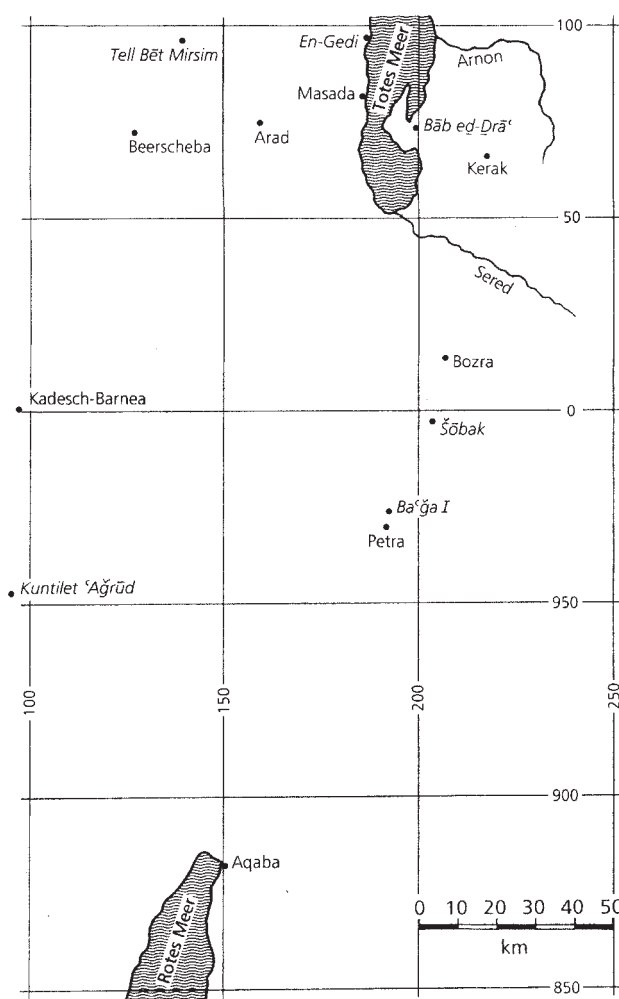 100
En-Gedi
Tell Bēt Mirsim
Totes Meer
Arnon
Masada
Bāb eḏ-Ḏrāʿ
Beerscheba
Arad
Kerak
50
Sered
Bozra
Kadesch-Barnea
0
Šōbak
Baʿǧa I
Petra
Kuntilet ʿAǧrūd
950
100
150
200
250
900
Aqaba
Rotes Meer
0 10 20 30 40 50
km
850